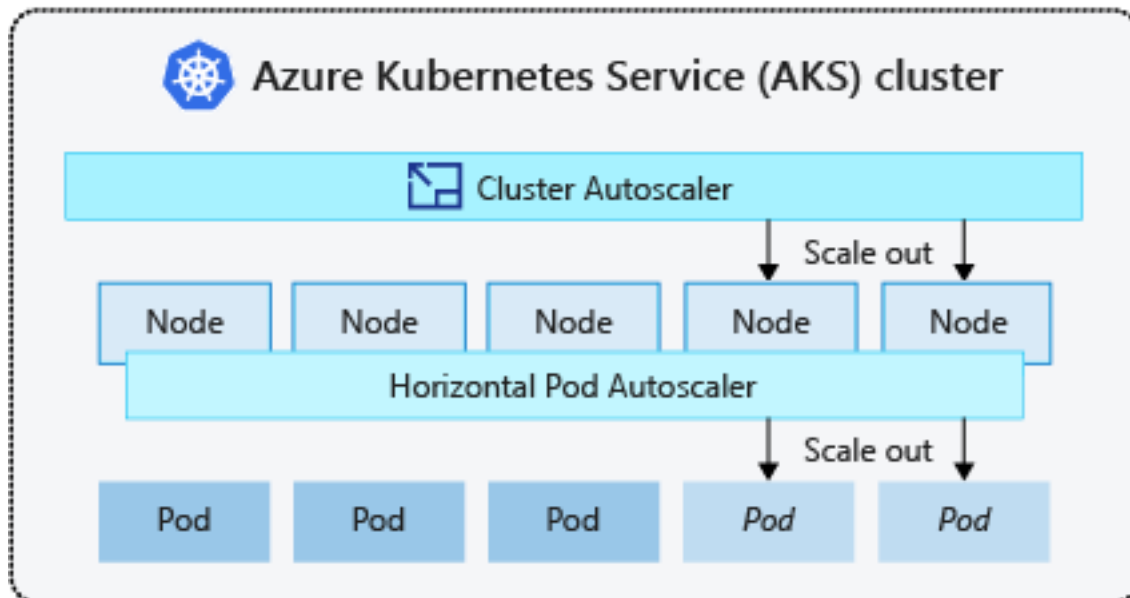 Azure Kubernetes Service (AKS) cluster
Cluster Autoscaler
Scale out
Node Node Node Node Node
Horizontal Pod Autoscaler
Scale out
Pod Pod Pod Pod Pod